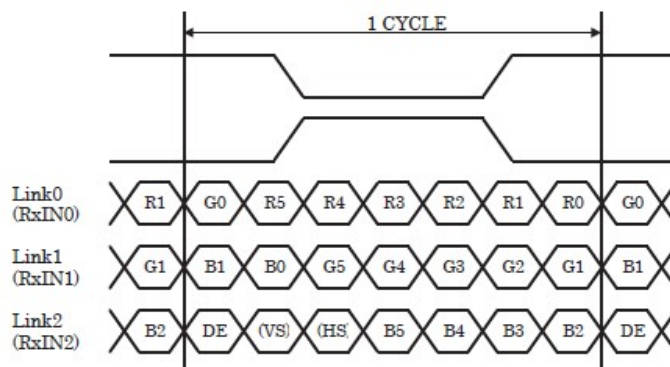 1 CYCLE
Link0 R1 G0 R5 R4 R3 R2 R1 R0 G0
(RxIN0)
Link1 G1 B1 B0 G5 G4 G3 G2 G1 B1
(RxIN1)
Link2 B2 DE (VS) (HS) B5 B4 B3 B2 DE
(RxIN2)